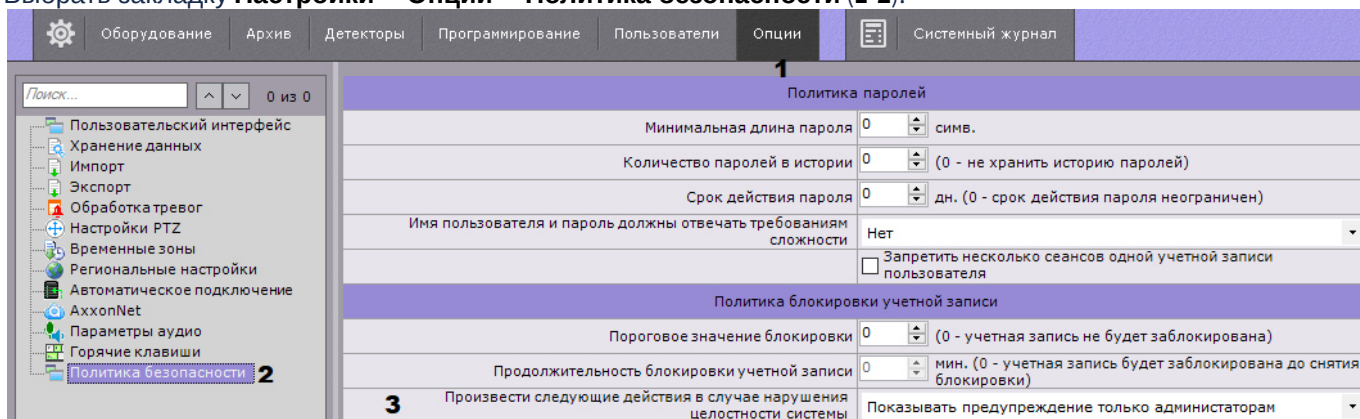 Выбрать закладку Настройки – Опции – Политика безопасности (1-2).
Оборудование Архив Детекторы Программирование Пользователи Опции Системный журнал
1
Поиск... 0 из 0
Пользовательский интерфейс
Хранение данных
Импорт
Экспорт
Обработка тревог
Настройки PTZ
Временные зоны
Региональные настройки
Автоматическое подключение
AxxonNet
Параметры аудио
Горячие клавиши
Политика безопасности 2
Политика паролей
Минимальная длина пароля 0 симв.
Количество паролей в истории 0 (0 - не хранить историю паролей)
Срок действия пароля 0 дн. (0 - срок действия пароля неограничен)
Имя пользователя и пароль должны отвечать требованиям
сложности
Нет
Запретить несколько сеансов одной учетной записи
пользователя
Политика блокировки учетной записи
Пороговое значение блокировки 0 (0 - учетная запись не будет заблокирована)
Продолжительность блокировки учетной записи 0 мин. (0 - учетная запись будет заблокирована до снятия
блокировки)
3 Произвести следующие действия в случае нарушения
целостности системы
Показывать предупреждение только администаторам